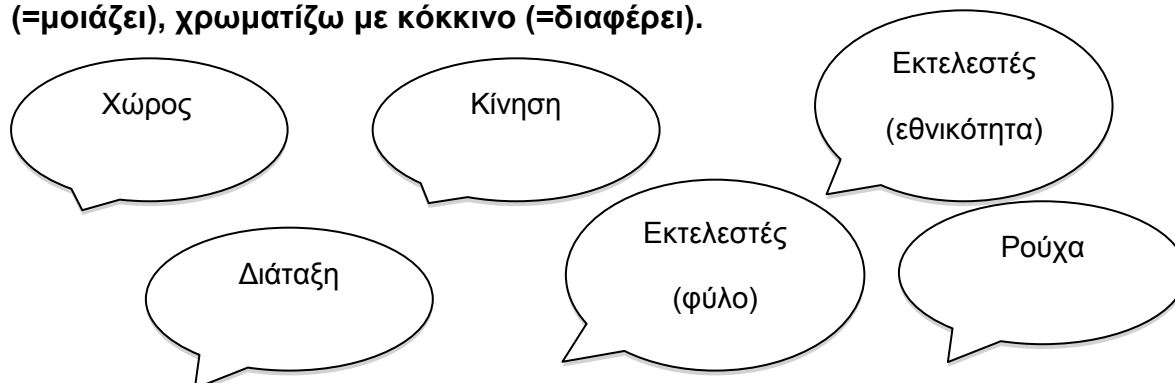 (=μοιάζει), χρωματίζω με κόκκινο (=διαφέρει).
Χώρος
Κίνηση
Εκτελεστές
(εθνικότητα)
Διάταξη
Εκτελεστές
(φύλο)
Ρούχα